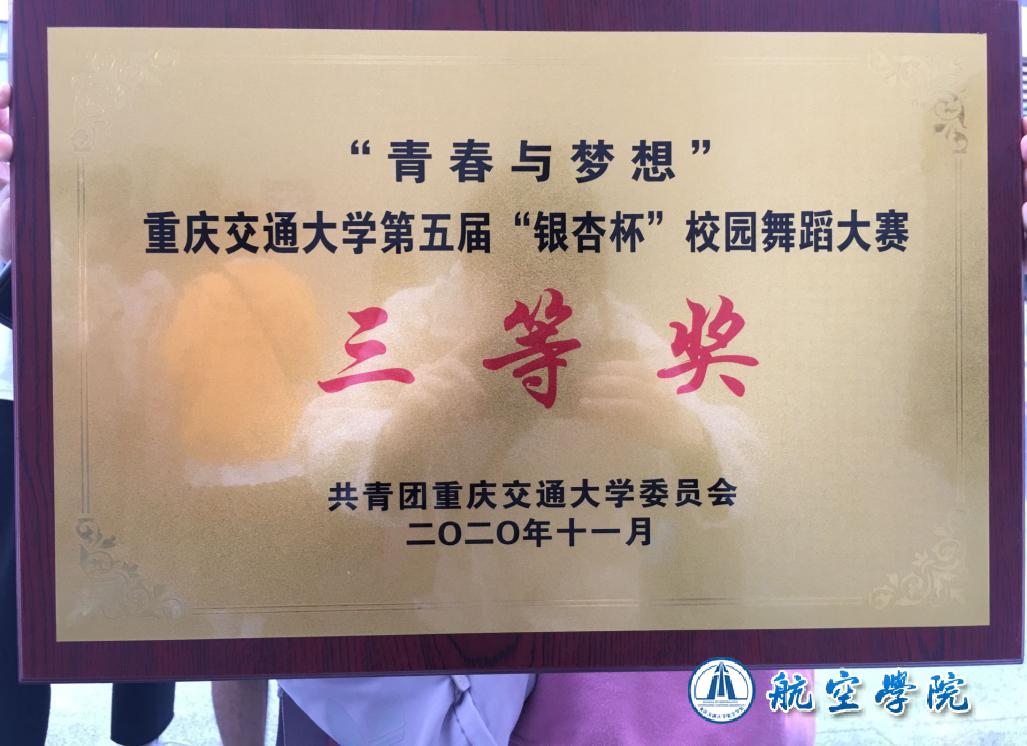 “青春与梦想”
重庆交通大学第五届“银杏杯”校园舞蹈大赛
三等奖
共青团重庆交通大学委员会
二〇二〇年十一月
航空学院